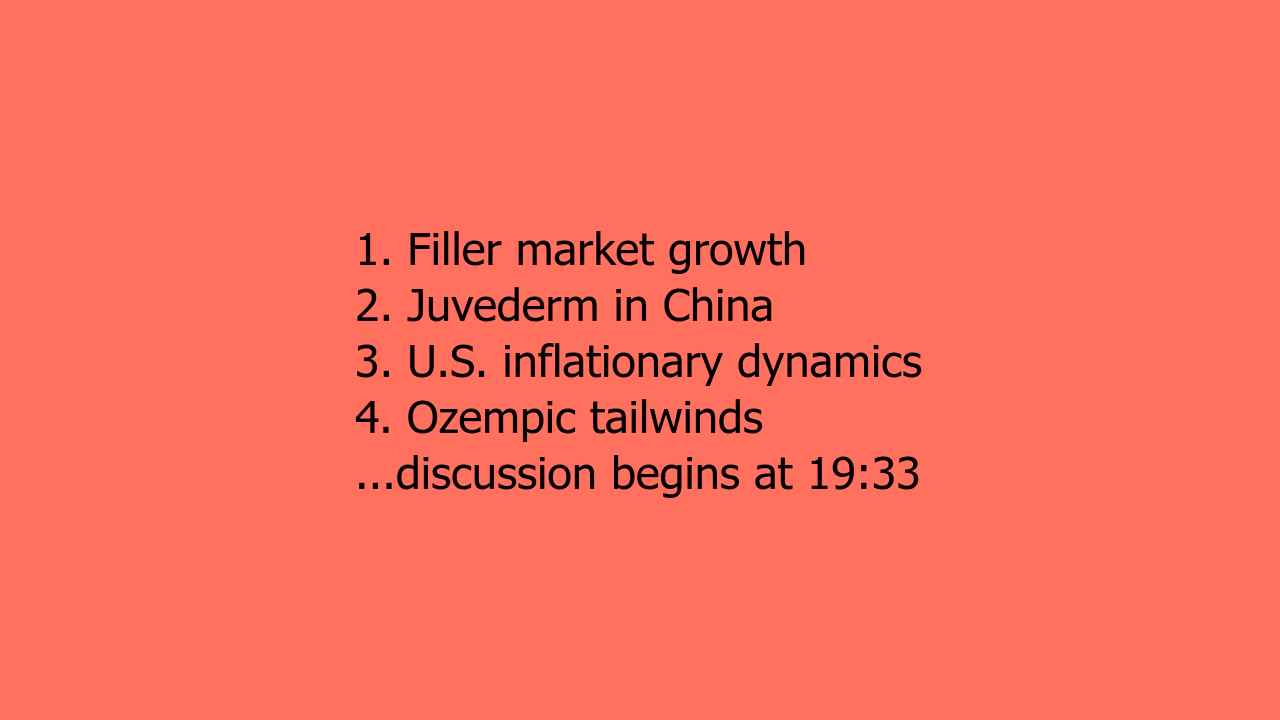 1. Filler market growth
2. Juvederm in China
3. U.S. inflationary dynamics
4. Ozempic tailwinds
...discussion begins at 19:33